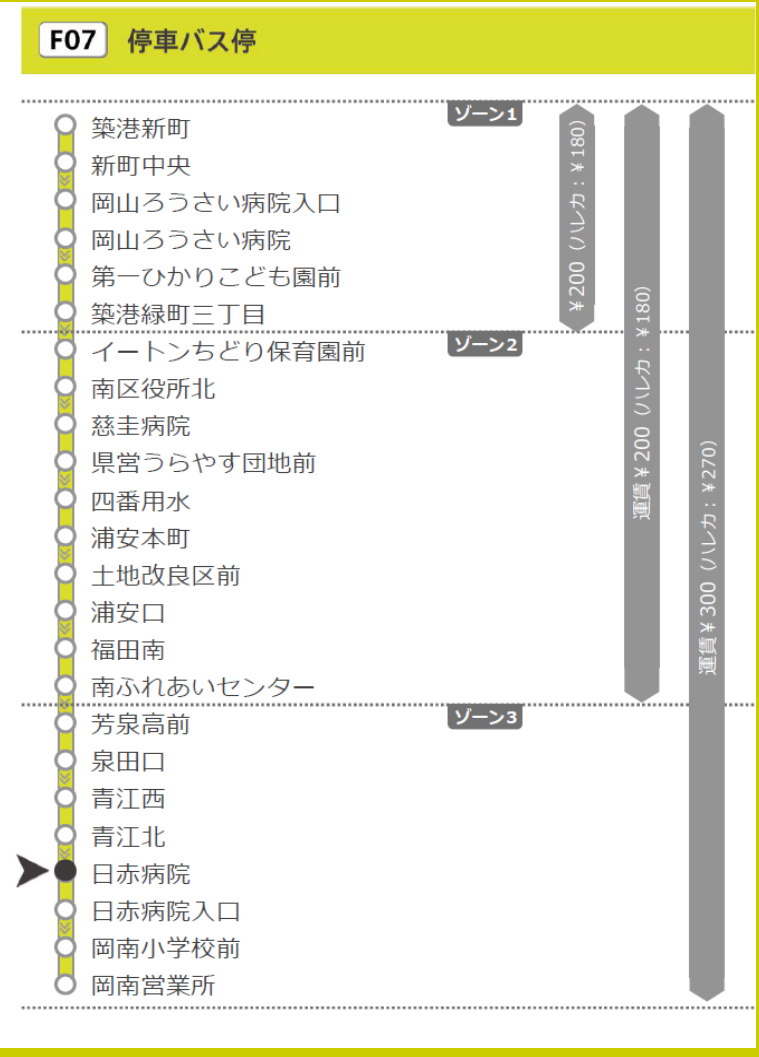 F07 停車バス停
ゾーン1
築港新町
新町中央
岡山ろうさい病院入口
岡山ろうさい病院
第一ひかりこども園前
築港緑町三丁目
ゾーン2
イートンちどり保育園前
南区役所北
慈圭病院
県営うらやす団地前
四番用水
浦安本町
土地改良区前
浦安口
福田南
南ふれあいセンター
ゾーン3
芳泉高前
泉田口
青江西
青江北
日赤病院
日赤病院入口
岡南小学校前
岡南営業所
¥200（ハレカ：¥180）
運賃¥200（ハレカ：¥180）
運賃¥300（ハレカ：¥270）